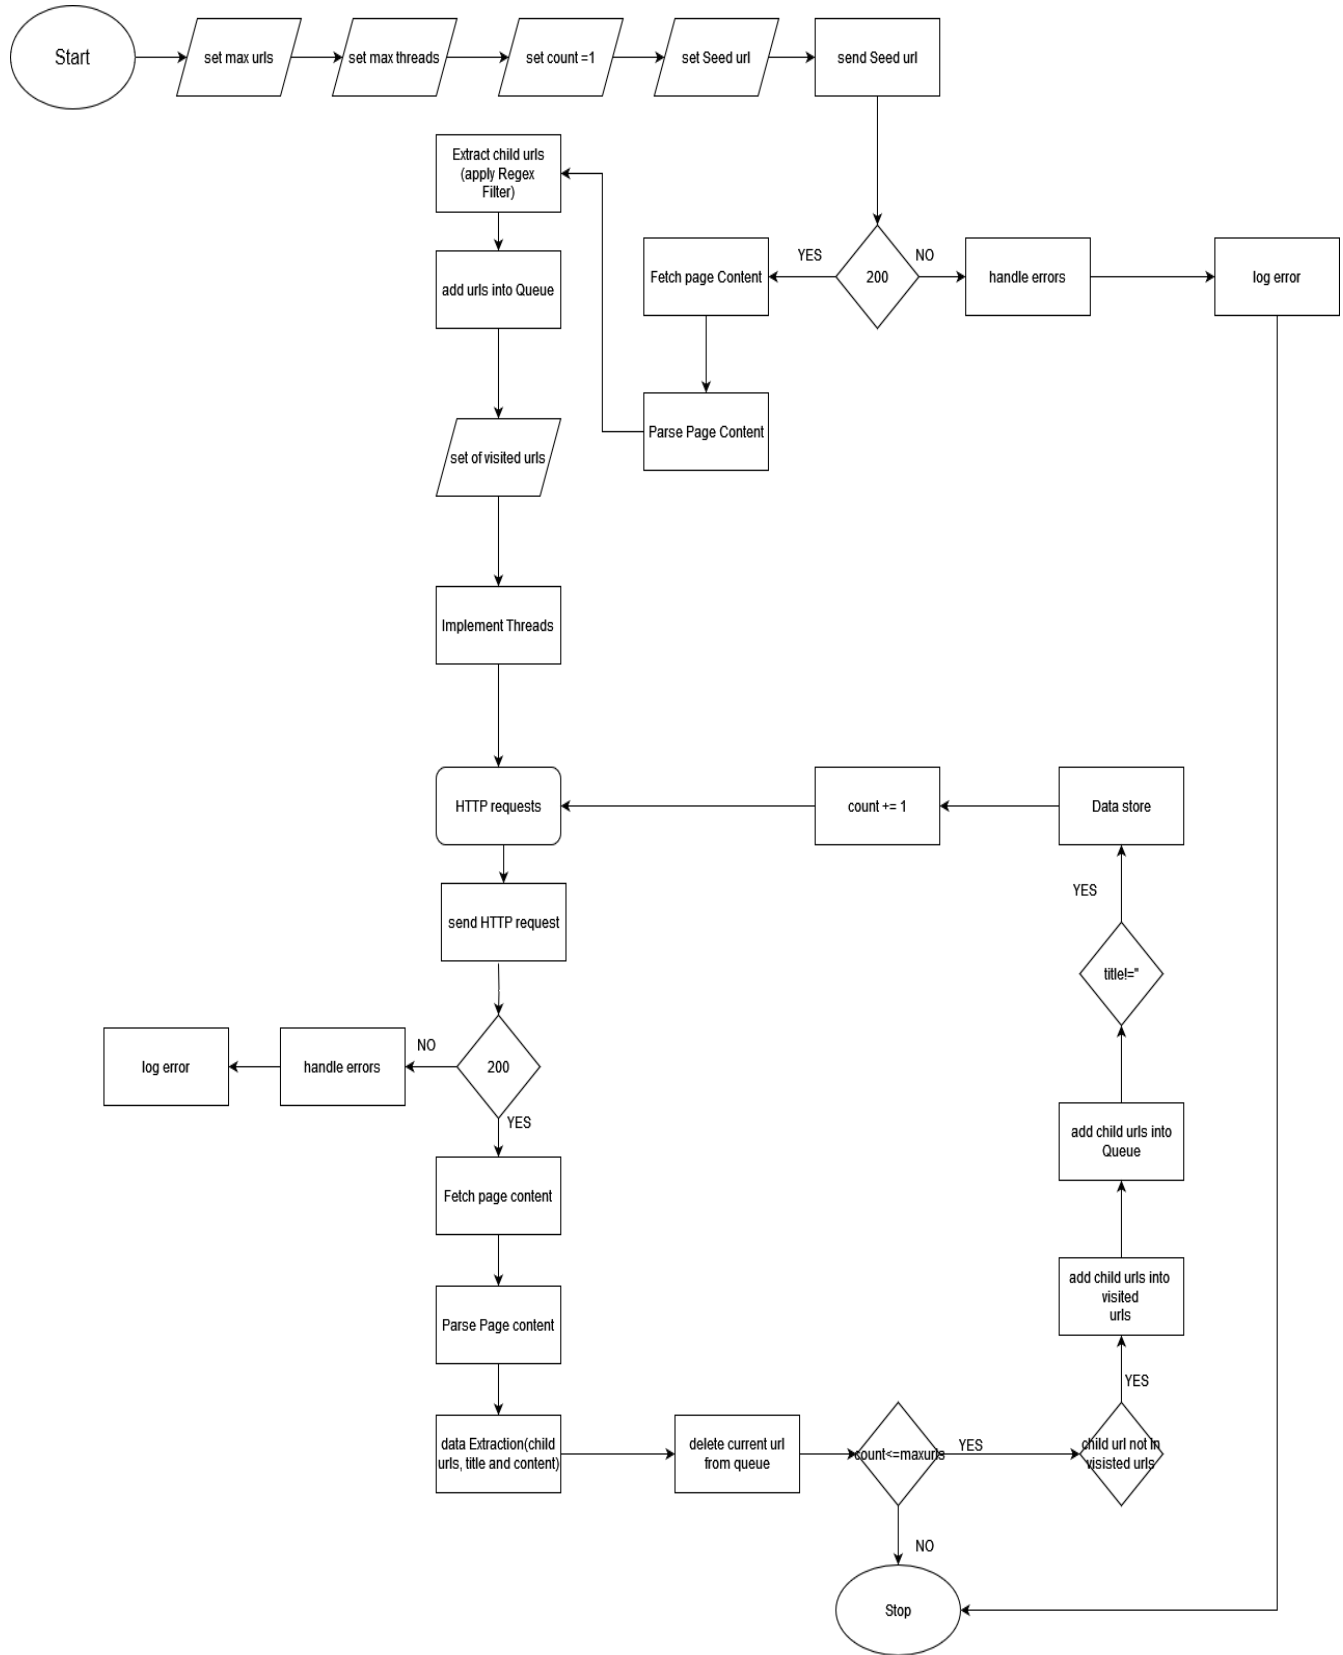 Start
set max urls
set max threads
set count =1
set Seed url
send Seed url
Extract child urls
(apply Regex
Filter)
add urls into Queue
YES
NO
Fetch page Content
200
handle errors
log error
Parse Page Content
set of visited urls
Implement Threads
HTTP requests
count += 1
Data store
YES
send HTTP request
title!=''
NO
log error
handle errors
200
YES
add child urls into
Queue
Fetch page content
add child urls into
visited
urls
Parse Page content
YES
data Extraction(child
urls, title and content)
delete current url
from queue
count<=maxurls
YES
child url not in
visisted urls
NO
Stop